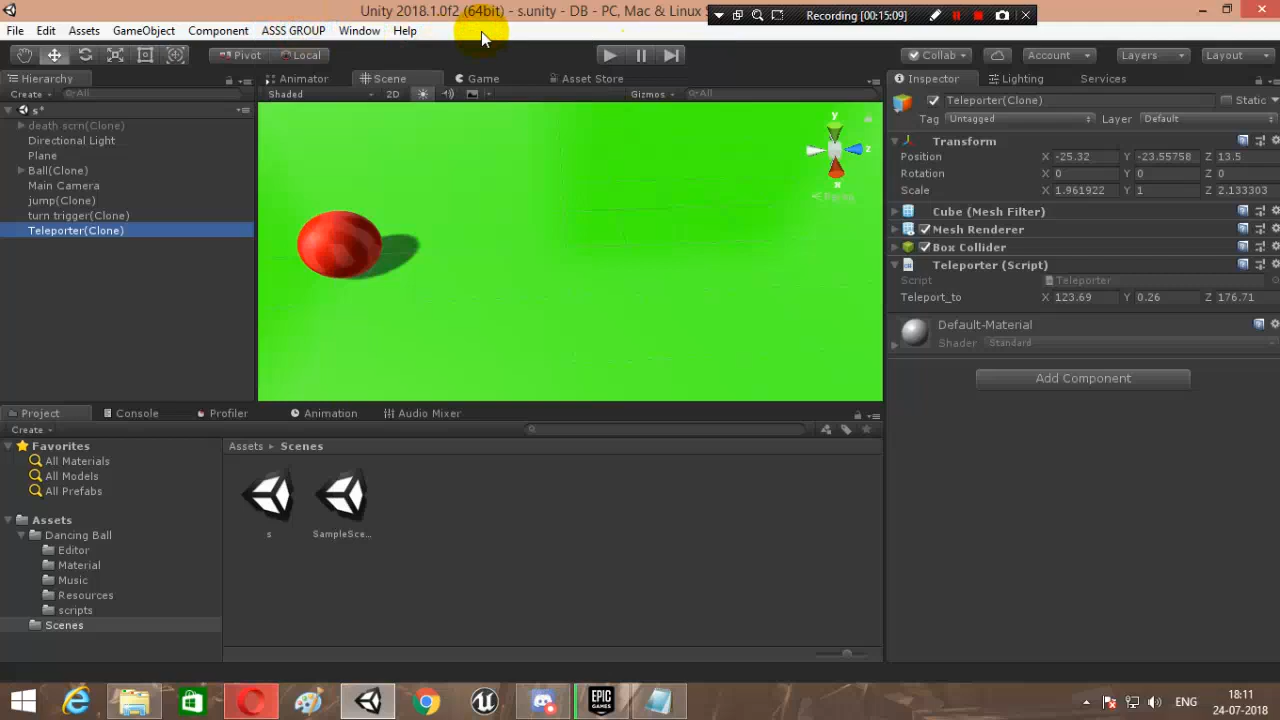 Unity 2018.1.0f2 (64bit) - s.unity - DB - PC, Mac & Linux S
Recording [00:15:09]
File Edit Assets GameObject Component ASSS GROUP Window Help
Pivot Local
Collab Account Layers Layout
Hierarchy
Animator Scene Game Asset Store
Inspector Lighting Services
Create All
Shaded 2D Gizmos All
Teleporter(Clone) Static
Tag Untagged Layer Default
s*
death scrn(Clone)
Directional Light
Plane
Ball(Clone)
Main Camera
jump(Clone)
turn trigger(Clone)
Teleporter(Clone)
y
z
x
Persp
Transform
Position X -25.32 Y -23.55758 Z 13.5
Rotation X 0 Y 0 Z 0
Scale X 1.961922 Y 1 Z 2.133303
Cube (Mesh Filter)
Mesh Renderer
Box Collider
Teleporter (Script)
Script Teleporter
Teleport_to X 123.69 Y 0.26 Z 176.71
Default-Material
Shader Standard
Add Component
Project Console Profiler Animation Audio Mixer
Create
Favorites
All Materials
All Models
All Prefabs
Assets
Dancing Ball
Editor
Material
Music
Resources
scripts
Scenes
Assets Scenes
s SampleSce...
EPIC GAMES
ENG
18:11
24-07-2018